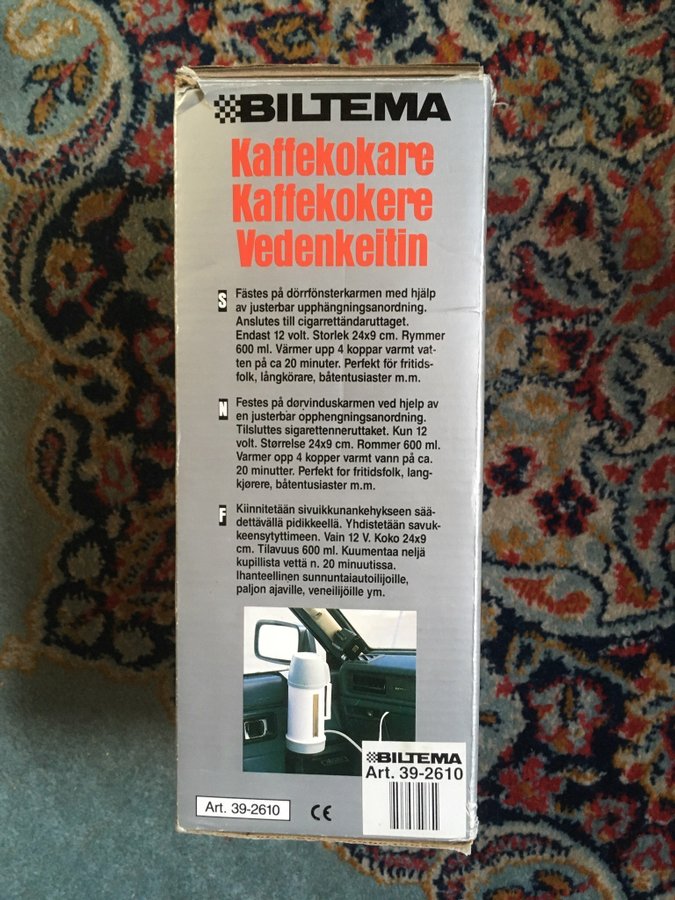 BILTEMA
Kaffekokare
Kaffekokere
Vedenkeitin
S Fästes på dörrfönsterkarmen med hjälp
av justerbar upphängningsanordning.
Anslutes till cigarrettändaruttaget.
Endast 12 volt. Storlek 24x9 cm. Rymmer
600 ml. Värmer upp 4 koppar varmt vat-
ten på ca 20 minuter. Perfekt för fritids-
folk, långkörare, båtentusiaster m.m.
N Festes på dørvinduskarmen ved hjelp av
en justerbar opphengningsanordning.
Tilsluttes sigarettenneruttaket. Kun 12
volt. Størrelse 24x9 cm. Rommer 600 ml.
Varmer opp 4 kopper varmt vann på ca.
20 minutter. Perfekt for fritidsfolk, lang-
kjørere, båtentusiaster m.m.
F Kiinnitetään sivuikkunankehykseen sää-
dettävällä pidikkeellä. Yhdistetään savuk-
keensytyttimeen. Vain 12 V. Koko 24x9
cm. Tilavuus 600 ml. Kuumentaa neljä
kupillista vettä n. 20 minuutissa.
Ihanteellinen sunnuntaiautoilijoille,
paljon ajaville, veneilijöille ym.
BILTEMA
Art. 39-2610
Art. 39-2610 CE